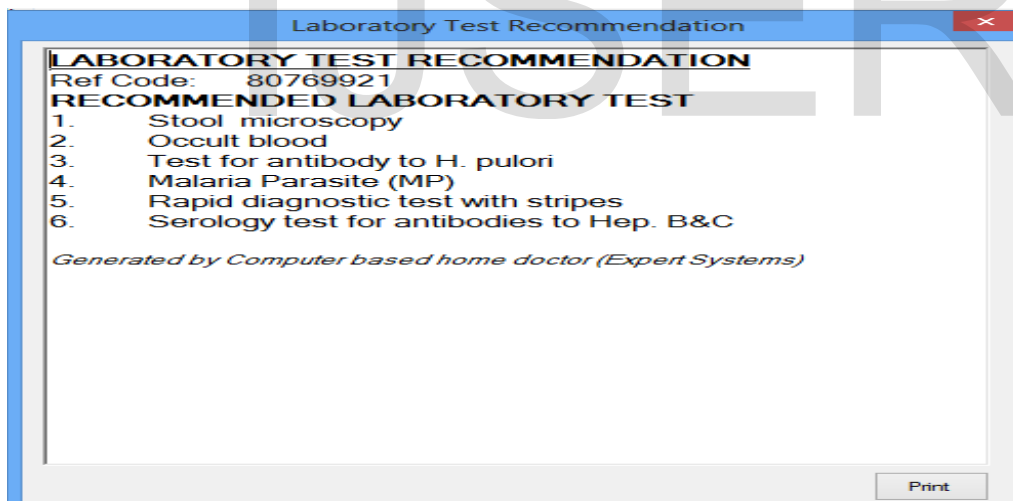 IJSER
Laboratory Test Recommendation
LABORATORY TEST RECOMMENDATION
Ref Code: 80769921
RECOMMENDED LABORATORY TEST
1. Stool microscopy
2. Occult blood
3. Test for antibody to H. pulori
4. Malaria Parasite (MP)
5. Rapid diagnostic test with stripes
6. Serology test for antibodies to Hep. B&C
Generated by Computer based home doctor (Expert Systems)
Print